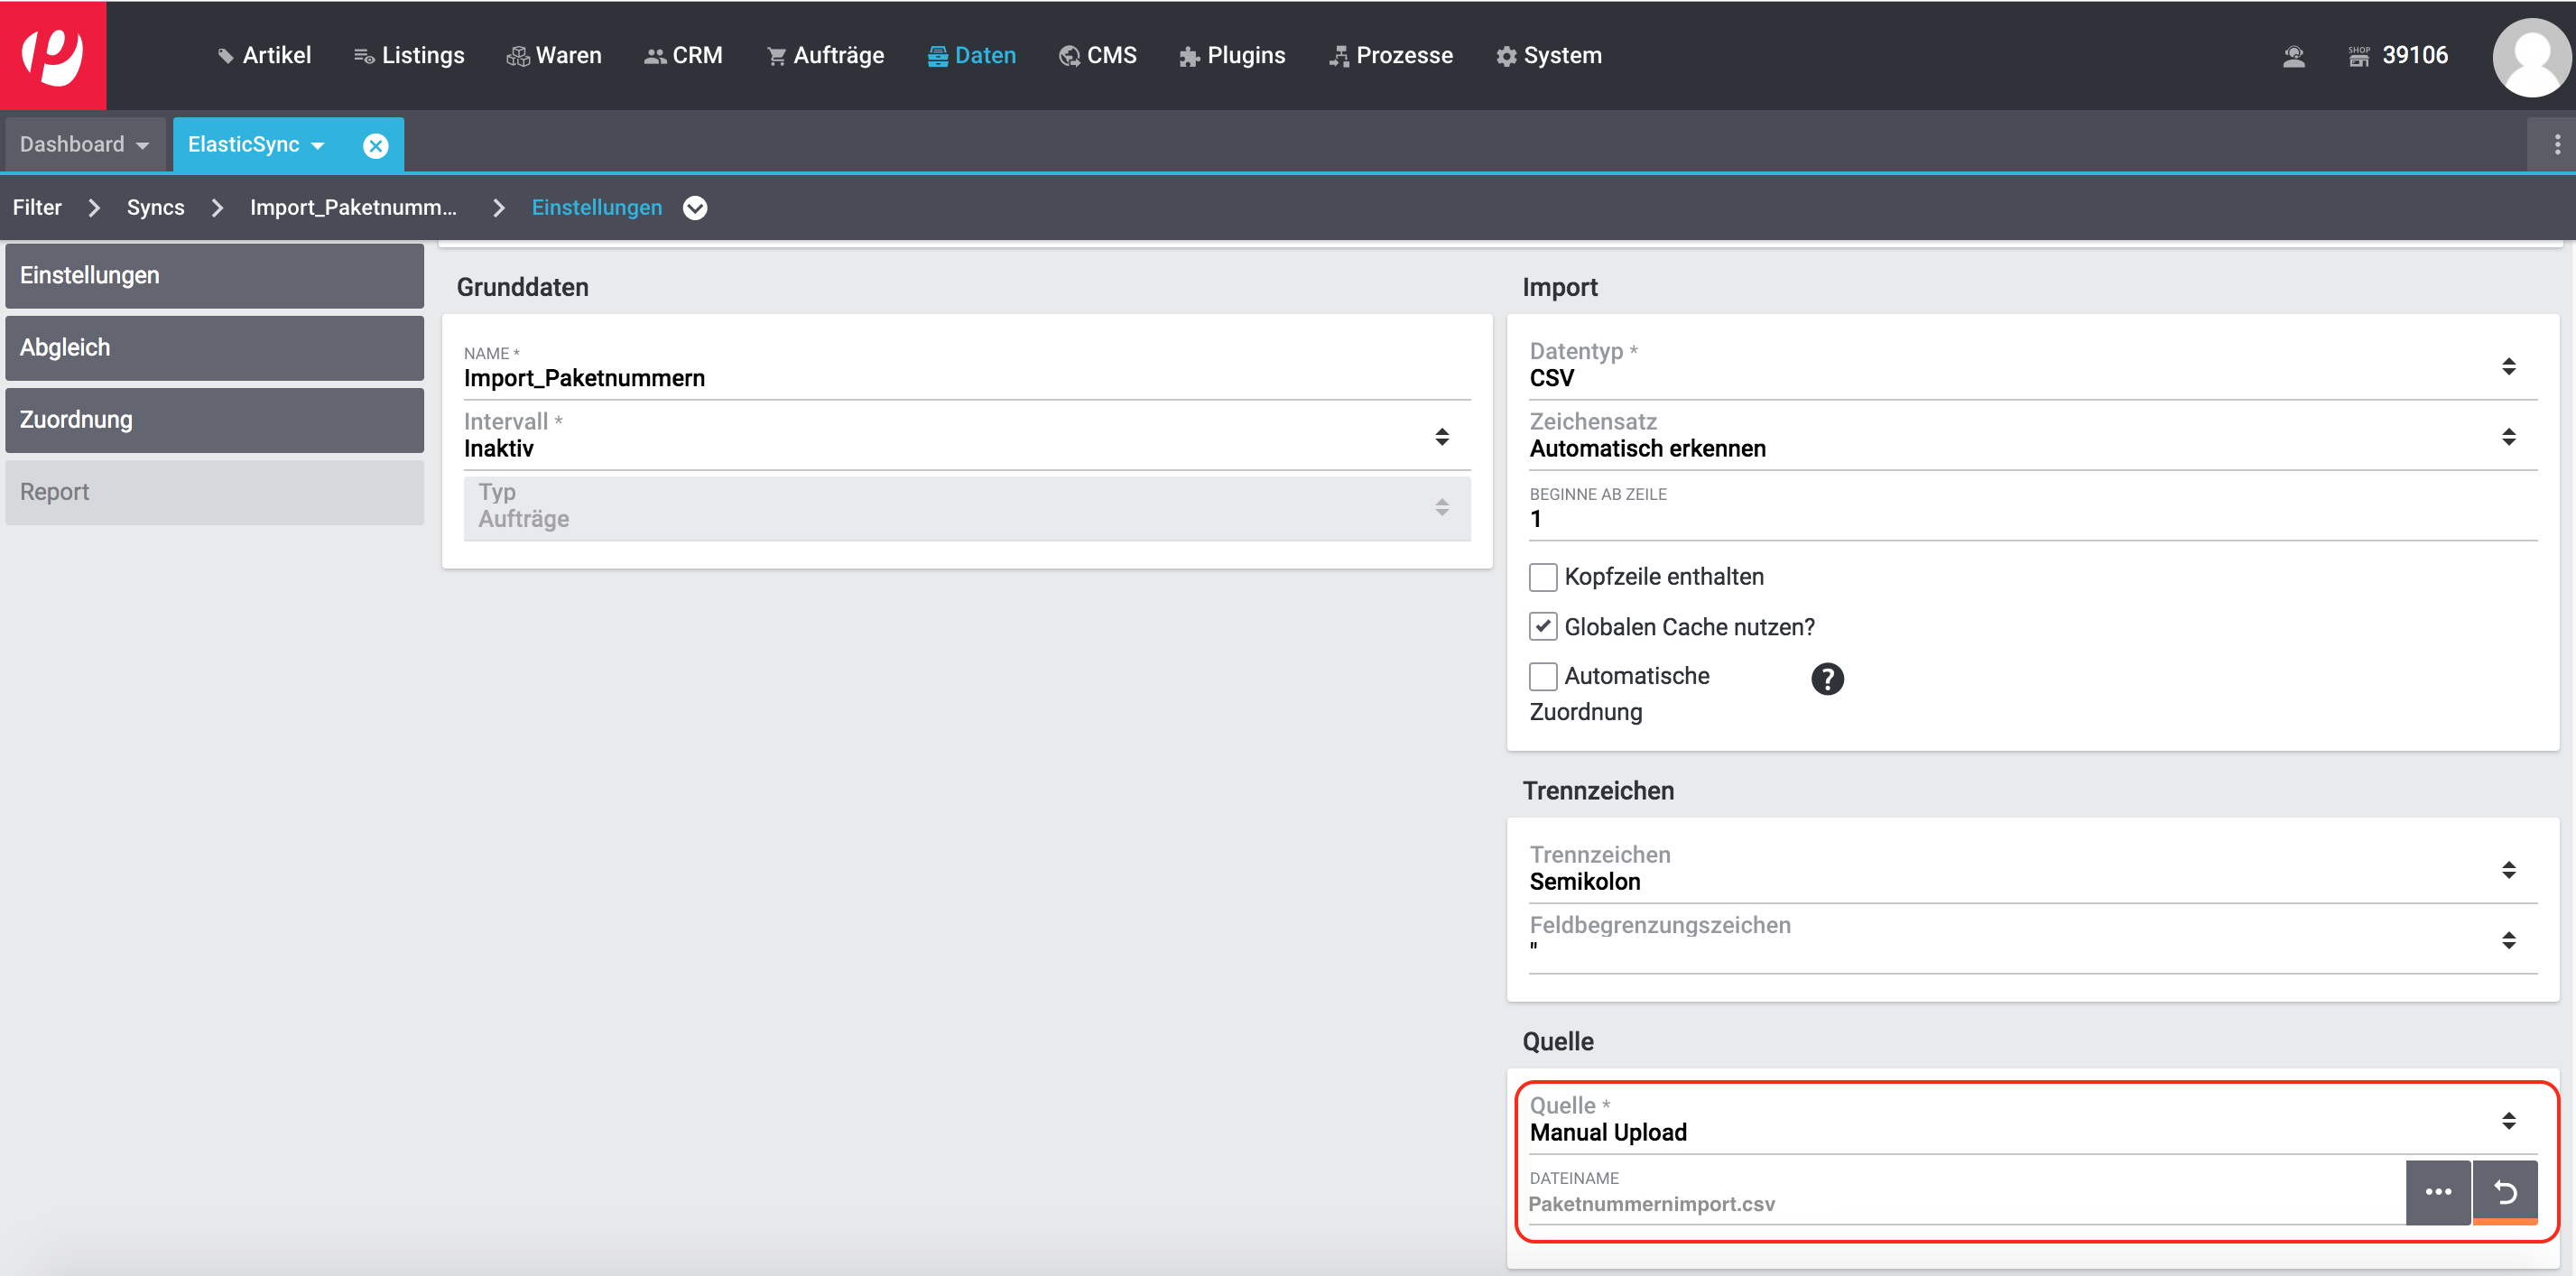 Artikel Listings Waren CRM Aufträge Daten CMS Plugins Prozesse System SHOP 39106
Dashboard ElasticSync
Filter Syncs Import_Paketnumm... Einstellungen
Einstellungen
Abgleich
Zuordnung
Report
Grunddaten
NAME *
Import_Paketnummern
Intervall *
Inaktiv
Typ
Aufträge
Import
Datentyp *
CSV
Zeichensatz
Automatisch erkennen
BEGINNE AB ZEILE
1
Kopfzeile enthalten
Globalen Cache nutzen?
Automatische
Zuordnung
?
Trennzeichen
Trennzeichen
Semikolon
Feldbegrenzungszeichen
"
Quelle
Quelle *
Manual Upload
DATEINAME
Paketnummernimport.csv